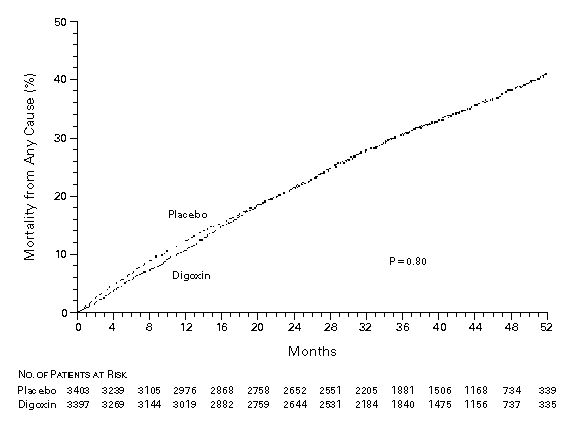 50
40
30
20
10
0
Mortality from Any Cause (%)
Placebo
Digoxin
P = 0.80
0 4 8 12 16 20 24 28 32 36 40 44 48 52
Months
NO. OF PATIENTS AT RISK
Placebo 3403 3239 3105 2976 2868 2758 2652 2551 2205 1881 1506 1168 734 339
Digoxin 3397 3269 3144 3019 2882 2759 2644 2531 2184 1840 1475 1156 737 335